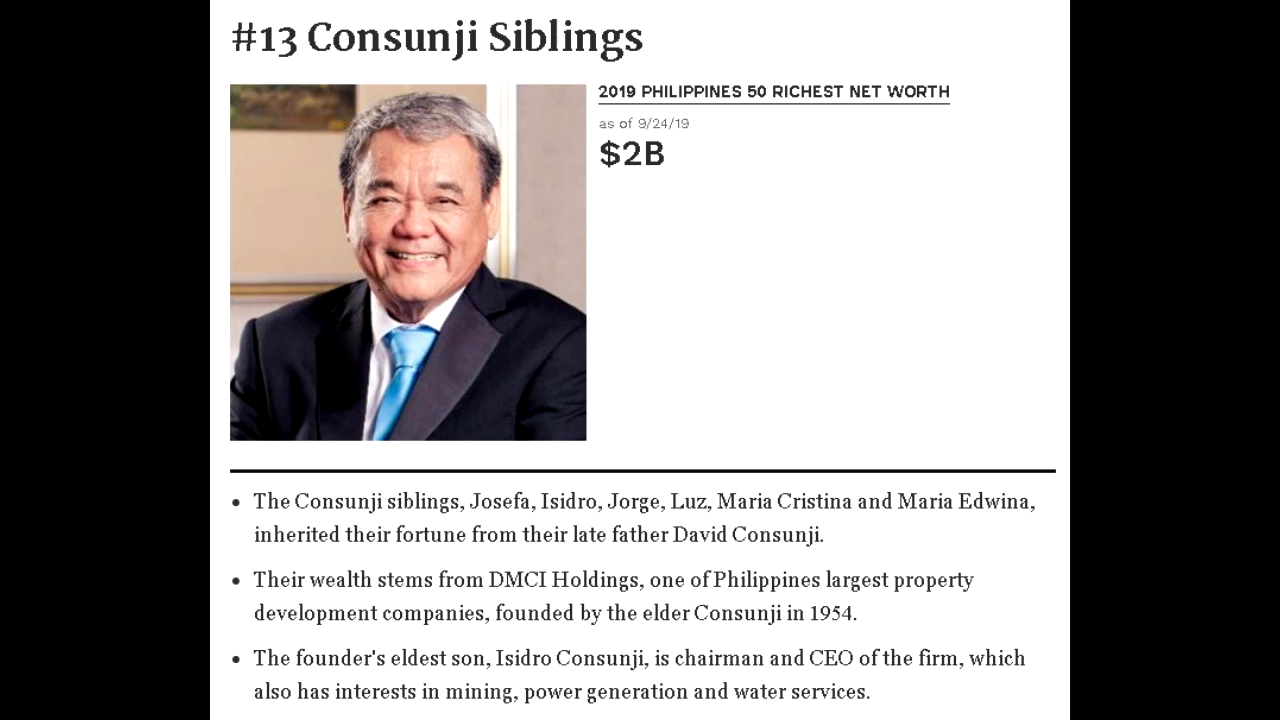 #13 Consunji Siblings
2019 PHILIPPINES 50 RICHEST NET WORTH
as of 9/24/19
$2B
• The Consunji siblings, Josefa, Isidro, Jorge, Luz, Maria Cristina and Maria Edwina,
inherited their fortune from their late father David Consunji.
• Their wealth stems from DMCI Holdings, one of Philippines largest property
development companies, founded by the elder Consunji in 1954.
• The founder's eldest son, Isidro Consunji, is chairman and CEO of the firm, which
also has interests in mining, power generation and water services.